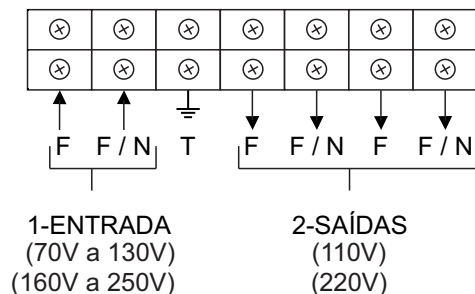 F F / N T F F / N F F / N
1-ENTRADA
(70V a 130V)
(160V a 250V)
2-SAÍDAS
(110V)
(220V)